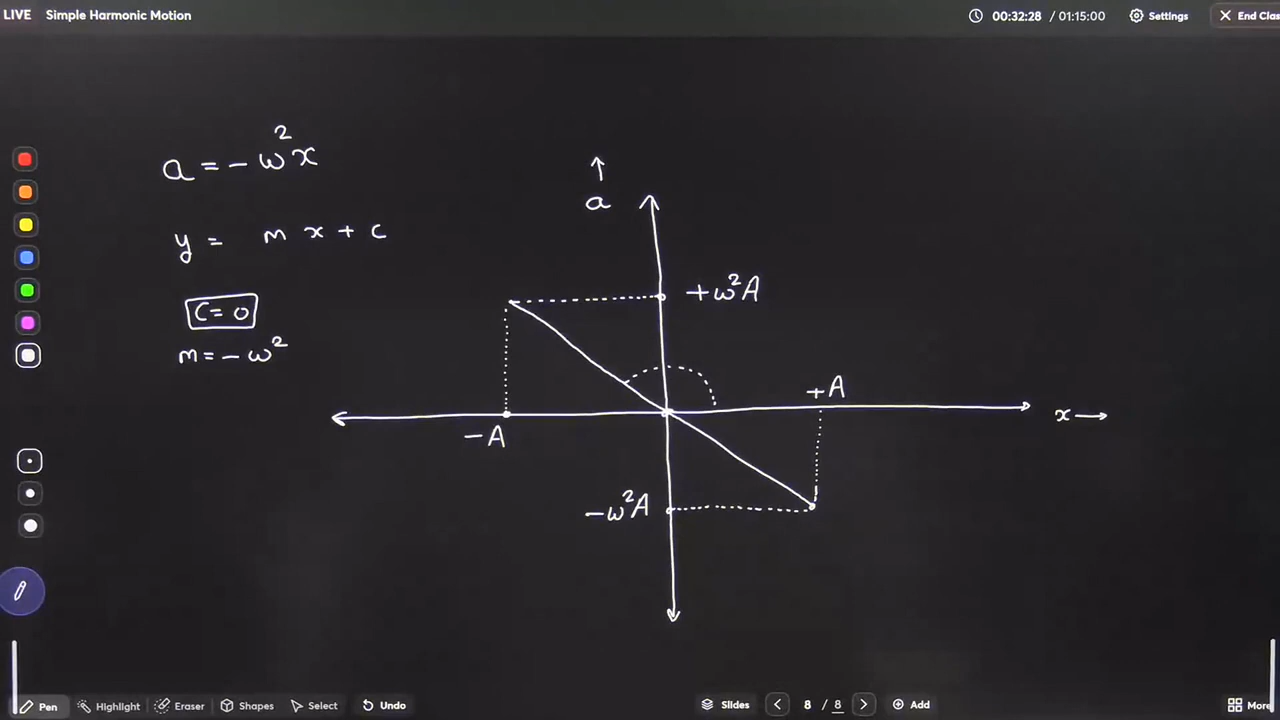 LIVE Simple Harmonic Motion 00:32:28 / 01:15:00 Settings End Clas
a = - ω²x
y = m x + c
C = 0
m = - ω²
a
+ω²A
+A
x
-A
-ω²A
Pen Highlight Eraser Shapes Select Undo Slides 8 / 8 Add More